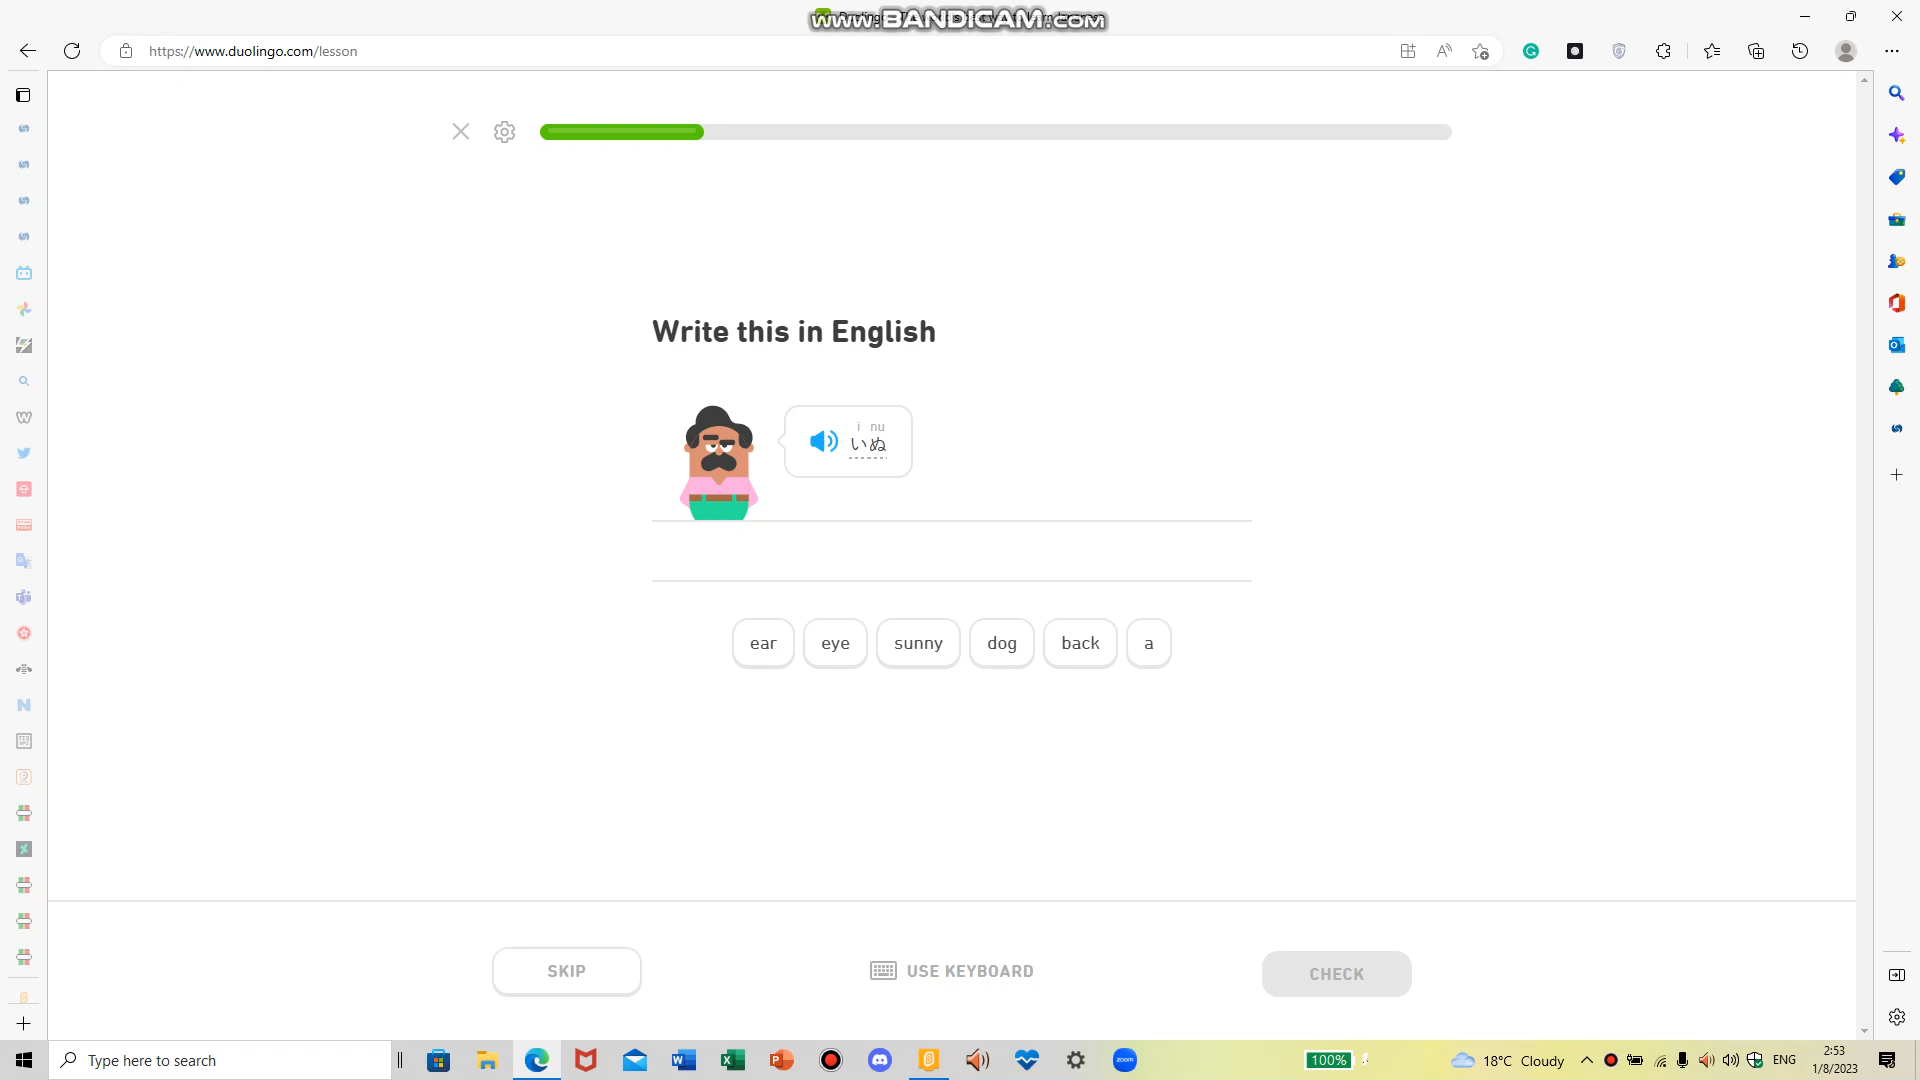 www.BANDICAM.com
https://www.duolingo.com/lesson
Write this in English
i nu
いぬ
ear eye sunny dog back a
SKIP USE KEYBOARD CHECK
Type here to search
100%
18°C Cloudy
ENG
2:53
1/8/2023
zoom